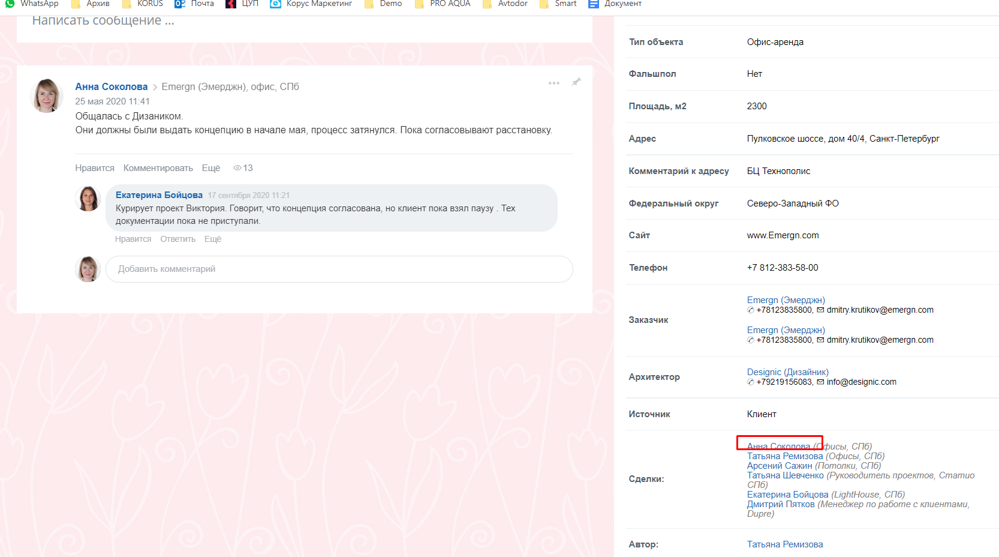 WhatsApp Архив KORUS Почта ЦУП Корус Маркетинг Demo PRO AQUA Avtodor Smart Документ
Написать сообщение ...
Анна Соколова Emergn (Эмерджн), офис, СПб
25 мая 2020 11:41
Общалась с Дизаником.
Они должны были выдать концепцию в начале мая, процесс затянулся. Пока согласовывают расстановку.
Нравится Комментировать Ещё 13
Екатерина Бойцова 17 сентября 2020 11:21
Курирует проект Виктория. Говорит, что концепция согласована, но клиент пока взял паузу . Тех
документации пока не приступали.
Нравится Ответить Ещё
Добавить комментарий
Тип объекта Офис-аренда
Фальшпол Нет
Площадь, м2 2300
Адрес Пулковское шоссе, дом 40/4, Санкт-Петербург
Комментарий к адресу БЦ Технополис
Федеральный округ Северо-Западный ФО
Сайт www.Emergn.com
Телефон +7 812-383-58-00
Заказчик
Emergn (Эмерджн)
+78123835800, dmitry.krutikov@emergn.com
Emergn (Эмерджн)
+78123835800, dmitry.krutikov@emergn.com
Архитектор
Designic (Дизайник)
+79219156083, info@designic.com
Источник Клиент
Сделки:
Анна Соколова (Офисы, СПб)
Татьяна Ремизова (Офисы, СПб)
Арсений Сажин (Потолки, СПб)
Татьяна Шевченко (Руководитель проектов, Статио
СПб)
Екатерина Бойцова (LightHouse, СПб)
Дмитрий Пятков (Менеджер по работе с клиентами,
Dupre)
Автор: Татьяна Ремизова